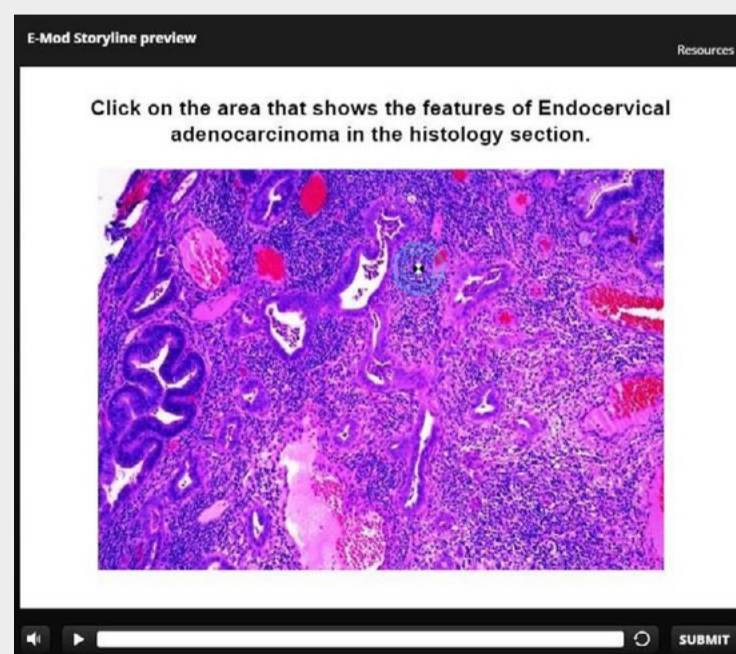 E-Mod Storyline preview
Resources
Click on the area that shows the features of Endocervical
adenocarcinoma in the histology section.
SUBMIT